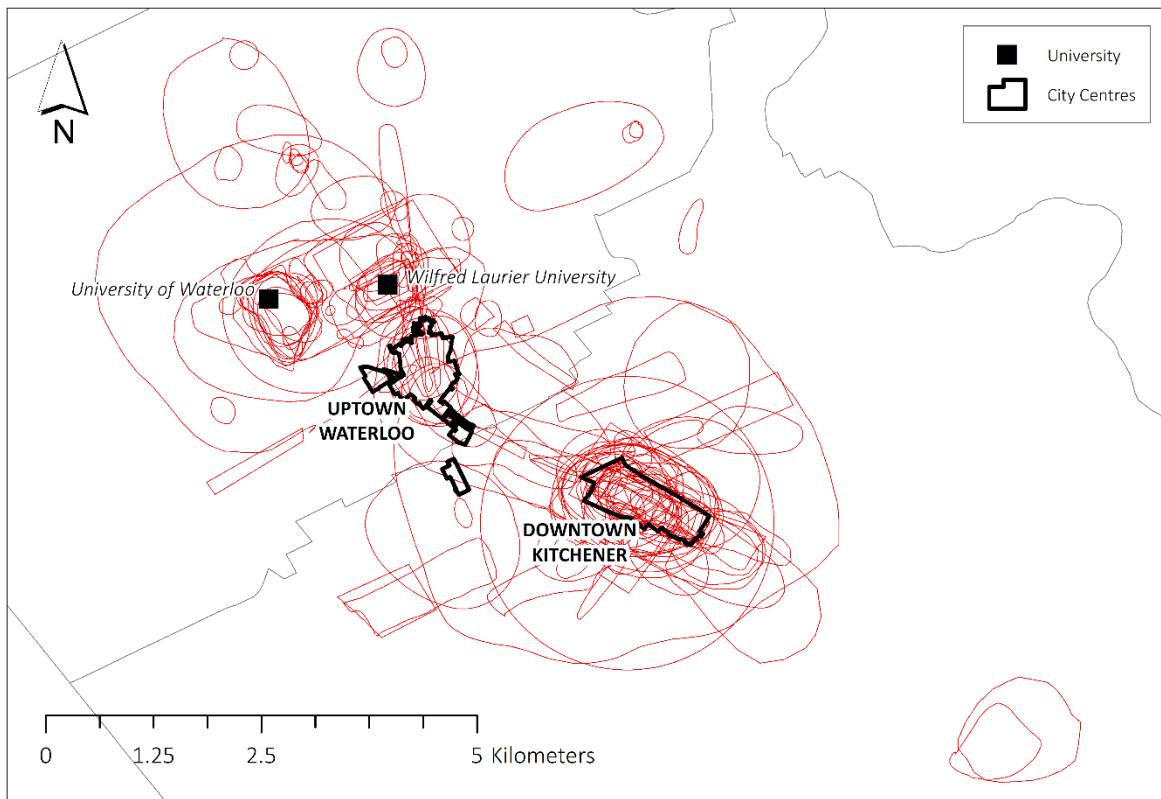 University
City Centres
N
University of Waterloo
Wilfred Laurier University
UPTOWN
WATERLOO
DOWNTOWN
KITCHENER
0 1.25 2.5 5 Kilometers